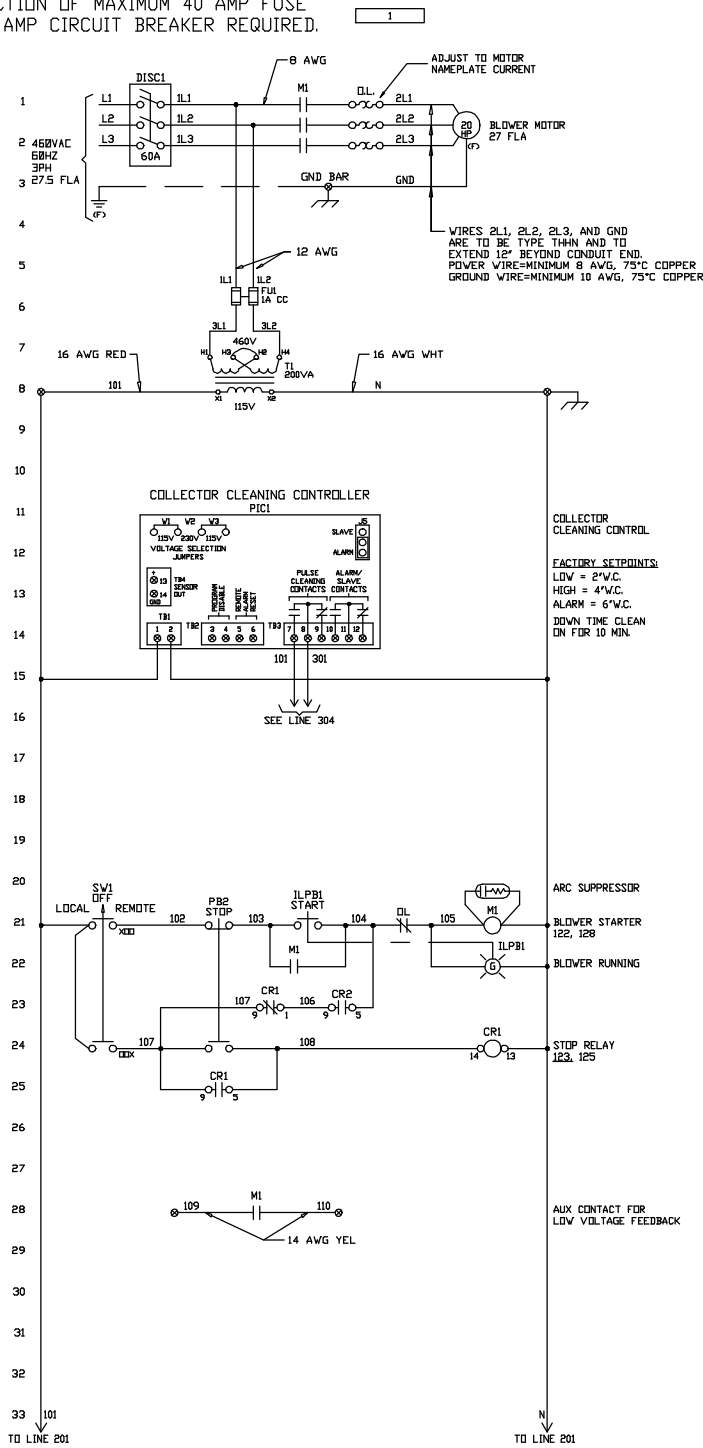 CTION OF MAXIMUM 40 AMP FUSE
AMP CIRCUIT BREAKER REQUIRED.
1
8 AWG
ADJUST TO MOTOR
NAMEPLATE CURRENT
DISC1
M1
O.L.
1
L1
1L1
2L1
L2
1L2
2L2
20
HP
BLOWER MOTOR
27 FLA
2
460VAC
60HZ
3PH
27.5 FLA
L3
1L3
60A
2L3
(F)
3
GND BAR
GND
(F)
4
WIRES 2L1, 2L2, 2L3, AND GND
ARE TO BE TYPE THHN AND TO
EXTEND 12" BEYOND CONDUIT END.
POWER WIRE=MINIMUM 8 AWG, 75°C COPPER
GROUND WIRE=MINIMUM 10 AWG, 75°C COPPER
12 AWG
5
1L1
1L2
FU1
1A CC
6
3L1
3L2
7
460V
H1
H3
H2
H4
T1
200VA
16 AWG RED
16 AWG WHT
8
101
N
X1
X2
115V
9
10
COLLECTOR CLEANING CONTROLLER
PIC1
11
W1
W2
W3
115V
230V
115V
VOLTAGE SELECTION
JUMPERS
J5
SLAVE
ALARM
COLLECTOR
CLEANING CONTROL
12
FACTORY SETPOINTS:
LOW = 2"W.C.
HIGH = 4"W.C.
ALARM = 6"W.C.
DOWN TIME CLEAN
ON FOR 10 MIN.
13
+
13
14
GND
TB4
SENSOR
OUT
PROGRAM
DISABLE
REMOTE
ALARM
RESET
PULSE
CLEANING
CONTACTS
ALARM/
SLAVE
CONTACTS
14
TB1
1 2
TB2
3 4 5 6
TB3
7 8 9 10 11 12
101
301
15
16
SEE LINE 304
17
18
19
20
ARC SUPPRESSOR
SW1
OFF
LOCAL
REMOTE
PB2
STOP
ILPB1
START
21
102
103
104
OL
105
M1
BLOWER STARTER
122, 128
XOO
M1
ILPB1
22
G
BLOWER RUNNING
23
107
CR1
9
1
106
CR2
9
5
24
107
OOX
108
CR1
14
13
STOP RELAY
123, 125
25
CR1
9
5
26
27
28
109
M1
110
AUX CONTACT FOR
LOW VOLTAGE FEEDBACK
29
14 AWG YEL
30
31
32
33
101
N
TO LINE 201
TO LINE 201